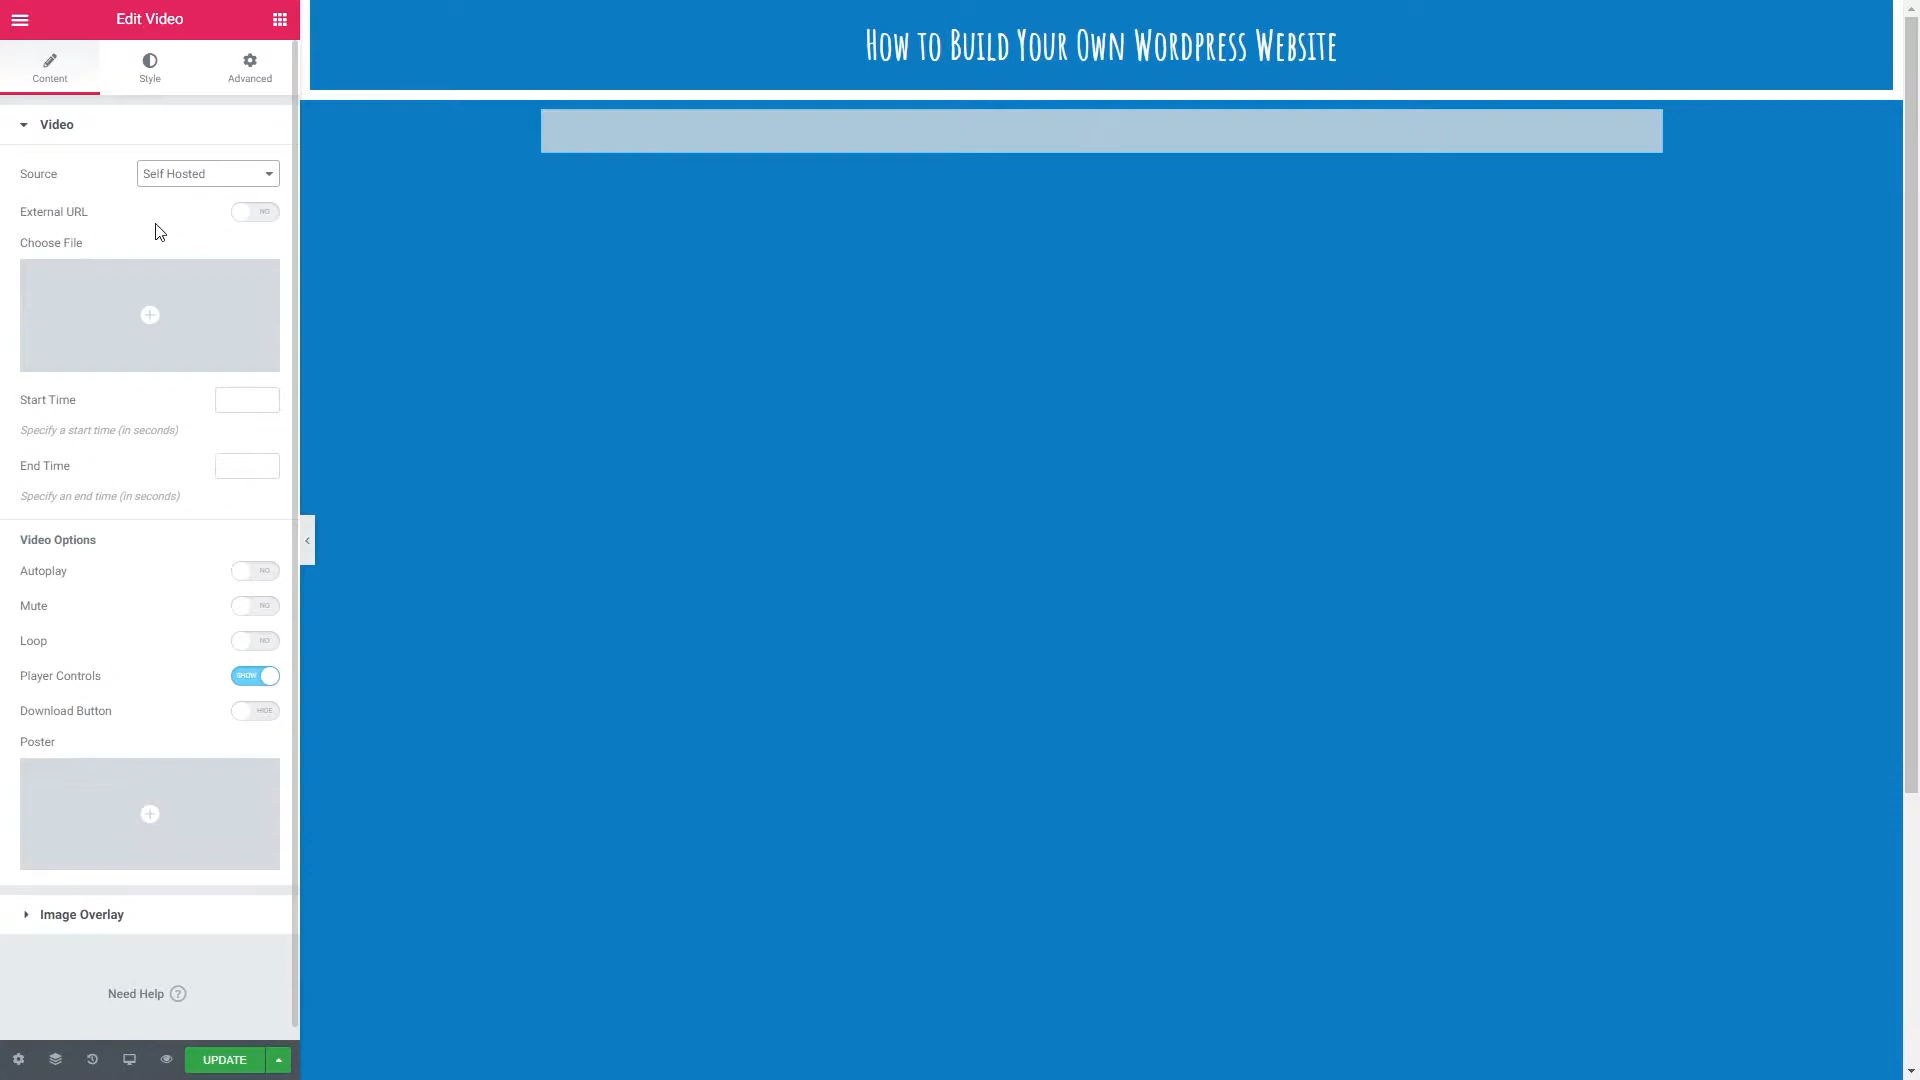 Edit Video
Content
Style
Advanced
Video
Source
Self Hosted
External URL
NO
Choose File
Start Time
Specify a start time (in seconds)
End Time
Specify an end time (in seconds)
Video Options
Autoplay
NO
Mute
NO
Loop
NO
Player Controls
SHOW
Download Button
HIDE
Poster
Image Overlay
Need Help ?
UPDATE
How to Build Your Own Wordpress Website